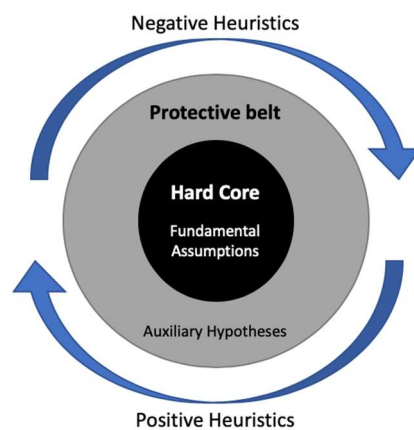 Negative Heuristics
Protective belt
Hard Core
Fundamental
Assumptions
Auxiliary Hypotheses
Positive Heuristics